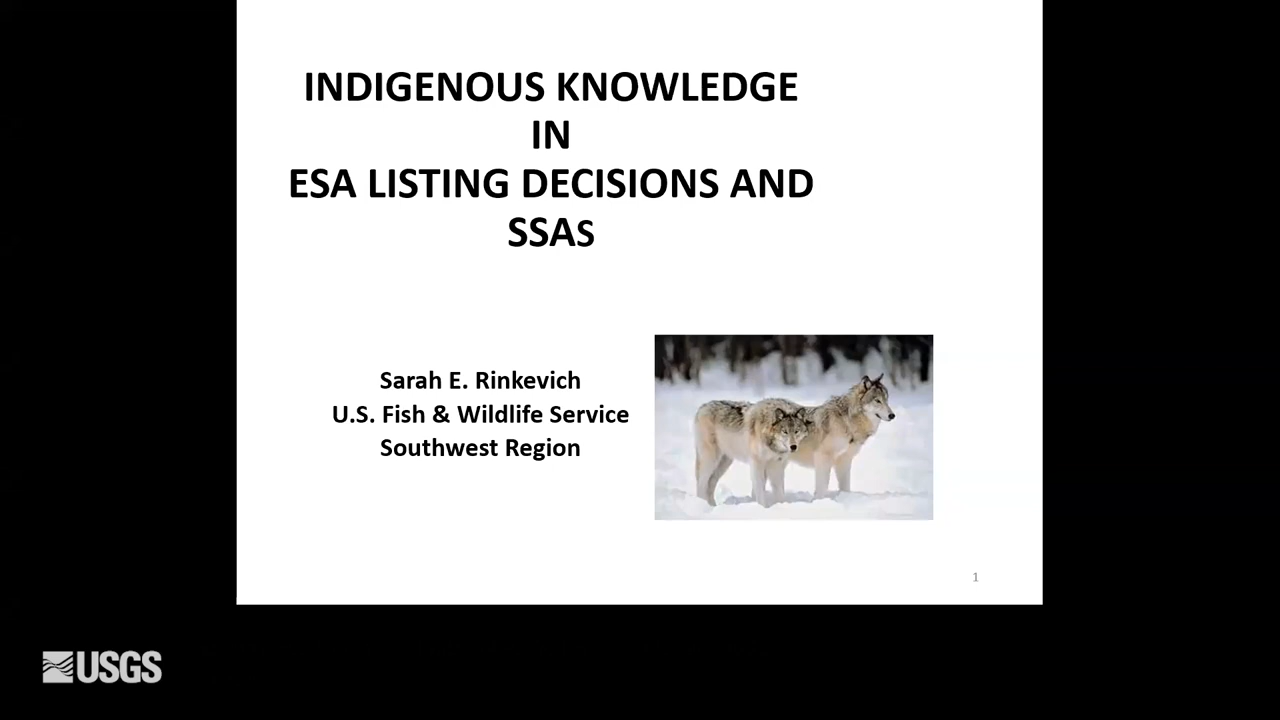 INDIGENOUS KNOWLEDGE
IN
ESA LISTING DECISIONS AND
SSAS
Sarah E. Rinkevich
U.S. Fish & Wildlife Service
Southwest Region
1
USGS